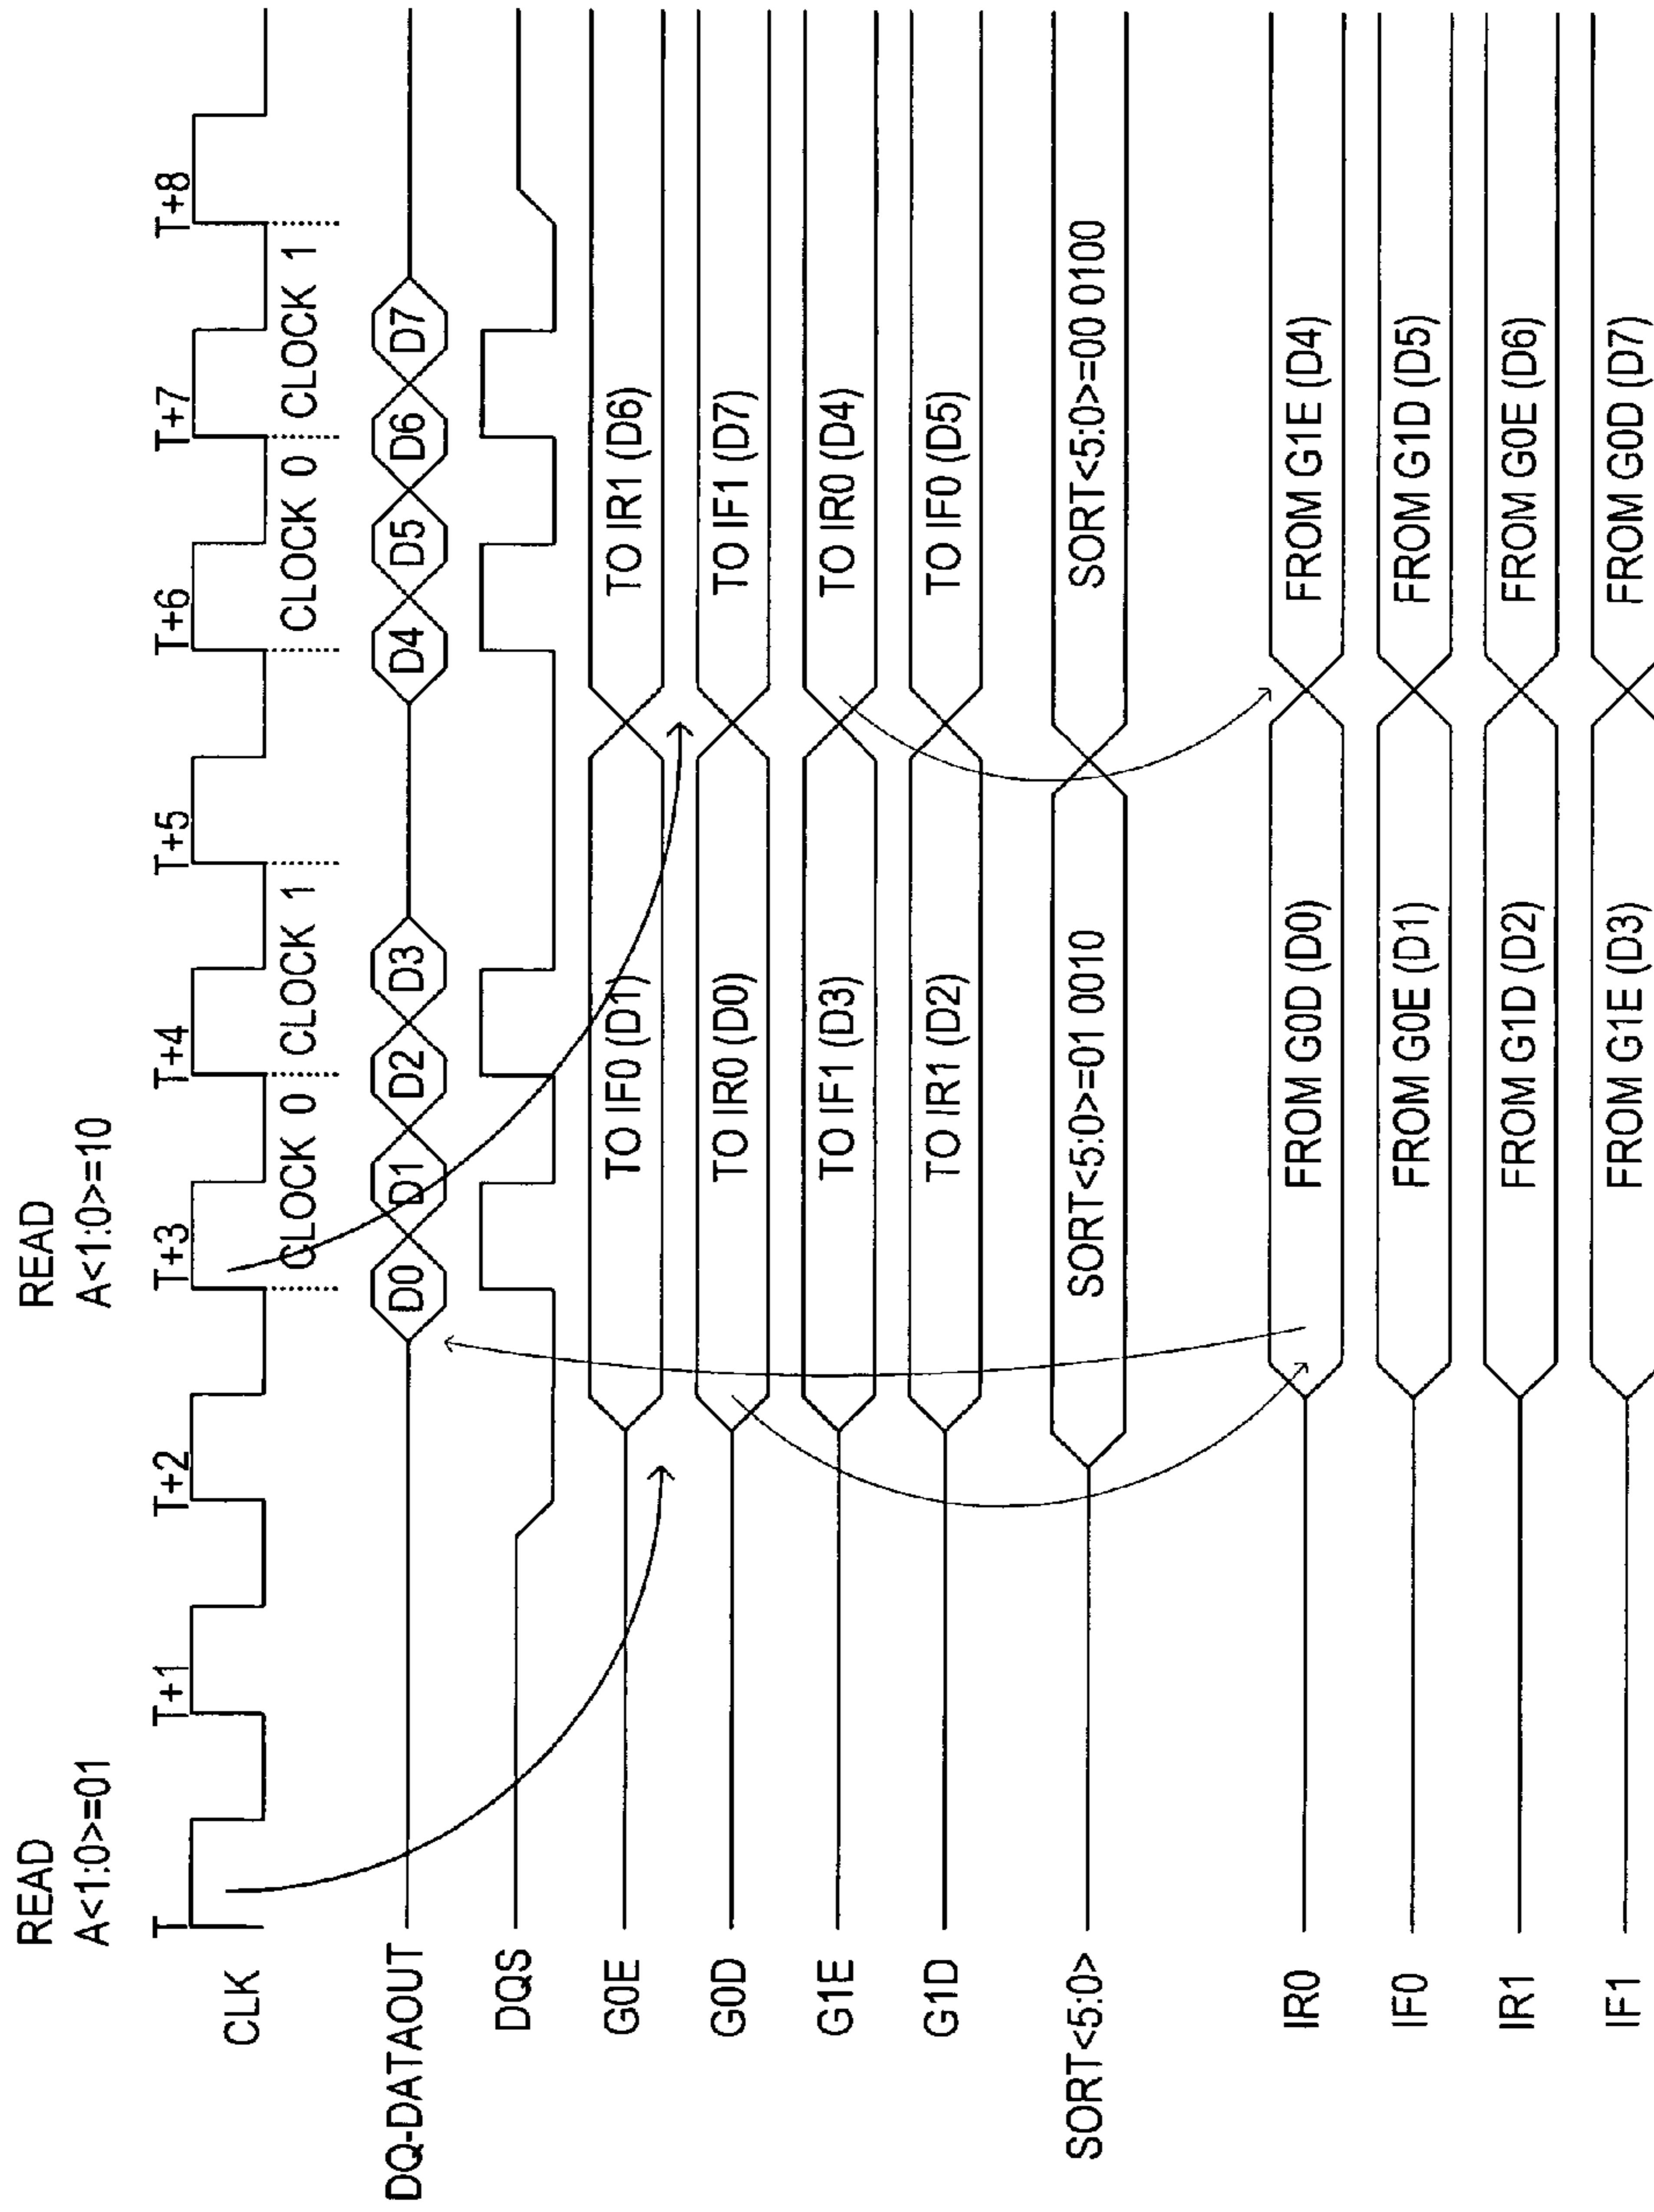 READ
READ
A<1:0>=01
A<1:0>=10
T
T+1
T+2
T+3
T+4
T+5
T+6
T+7
T+8
CLK
CLOCK 0
CLOCK 1
CLOCK 0
CLOCK 1
DQ-DATAOUT
D0
D1
D2
D3
D4
D5
D6
D7
DQS
G0E
TO IF0 (D1)
TO IR1 (D6)
G0D
TO IR0 (D0)
TO IF1 (D7)
G1E
TO IF1 (D3)
TO IR0 (D4)
G1D
TO IR1 (D2)
TO IF0 (D5)
SORT<5:0>
SORT<5:0>=01 0010
SORT<5:0>=00 0100
IR0
FROM G0D (D0)
FROM G1E (D4)
IF0
FROM G0E (D1)
FROM G1D (D5)
IR1
FROM G1D (D2)
FROM G0E (D6)
IF1
FROM G1E (D3)
FROM G0D (D7)